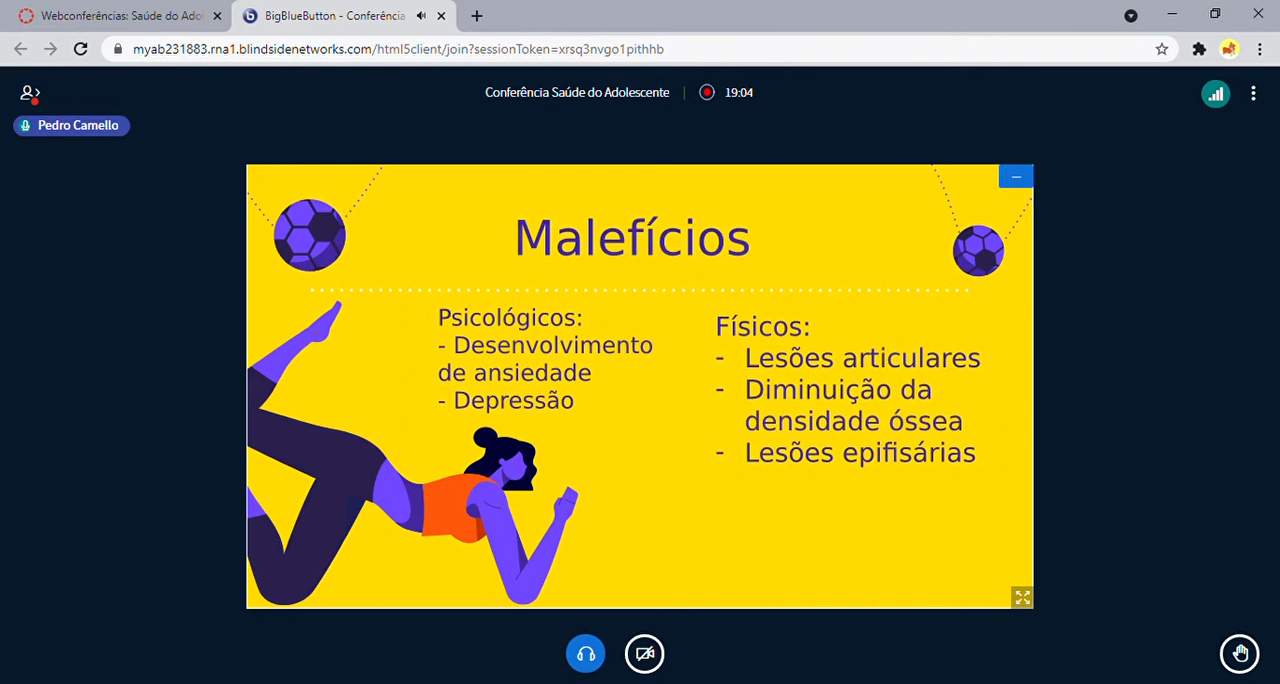 Webconferências: Saúde do Ado
BigBlueButton - Conferência
myab231883.rna1.blindsidenetworks.com/html5client/join?sessionToken=xrsq3nvgo1pithhb
Conferência Saúde do Adolescente | 19:04
Pedro Camello
Malefícios
Psicológicos:
- Desenvolvimento
de ansiedade
- Depressão
Físicos:
- Lesões articulares
- Diminuição da
densidade óssea
- Lesões epifisárias